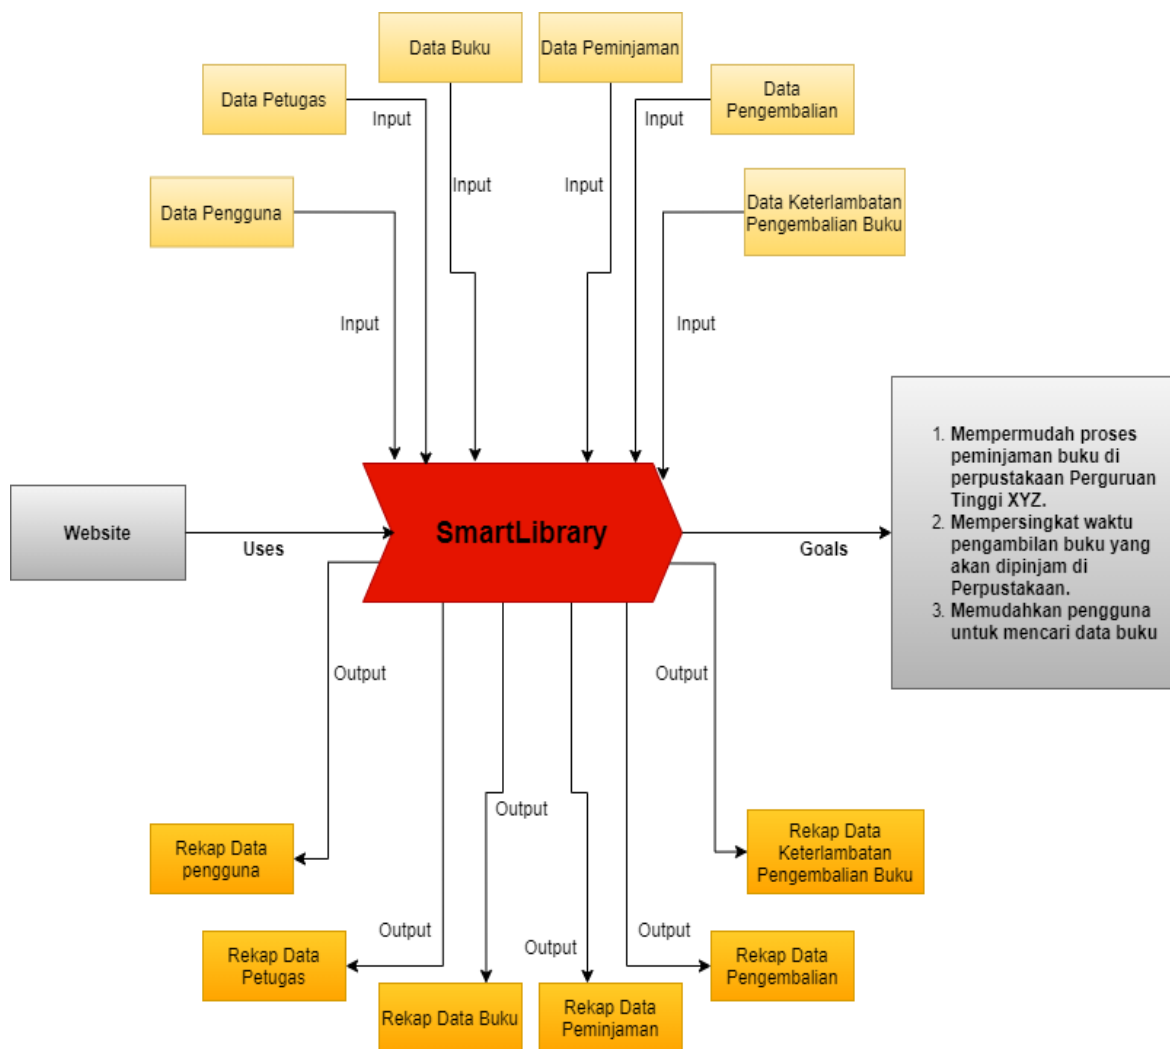 Data Buku
Data Peminjaman
Data Petugas
Data
Pengembalian
Input
Input
Input
Input
Data Pengguna
Data Keterlambatan
Pengembalian Buku
Input
Input
Website
Uses
SmartLibrary
Goals
1. Mempermudah proses
peminjaman buku di
perpustakaan Perguruan
Tinggi XYZ.
2. Mempersingkat waktu
pengambilan buku yang
akan dipinjam di
Perpustakaan.
3. Memudahkan pengguna
untuk mencari data buku
Output
Output
Output
Rekap Data
pengguna
Rekap Data
Keterlambatan
Pengembalian Buku
Output
Output
Output
Rekap Data
Petugas
Rekap Data Buku
Rekap Data
Peminjaman
Rekap Data
Pengembalian